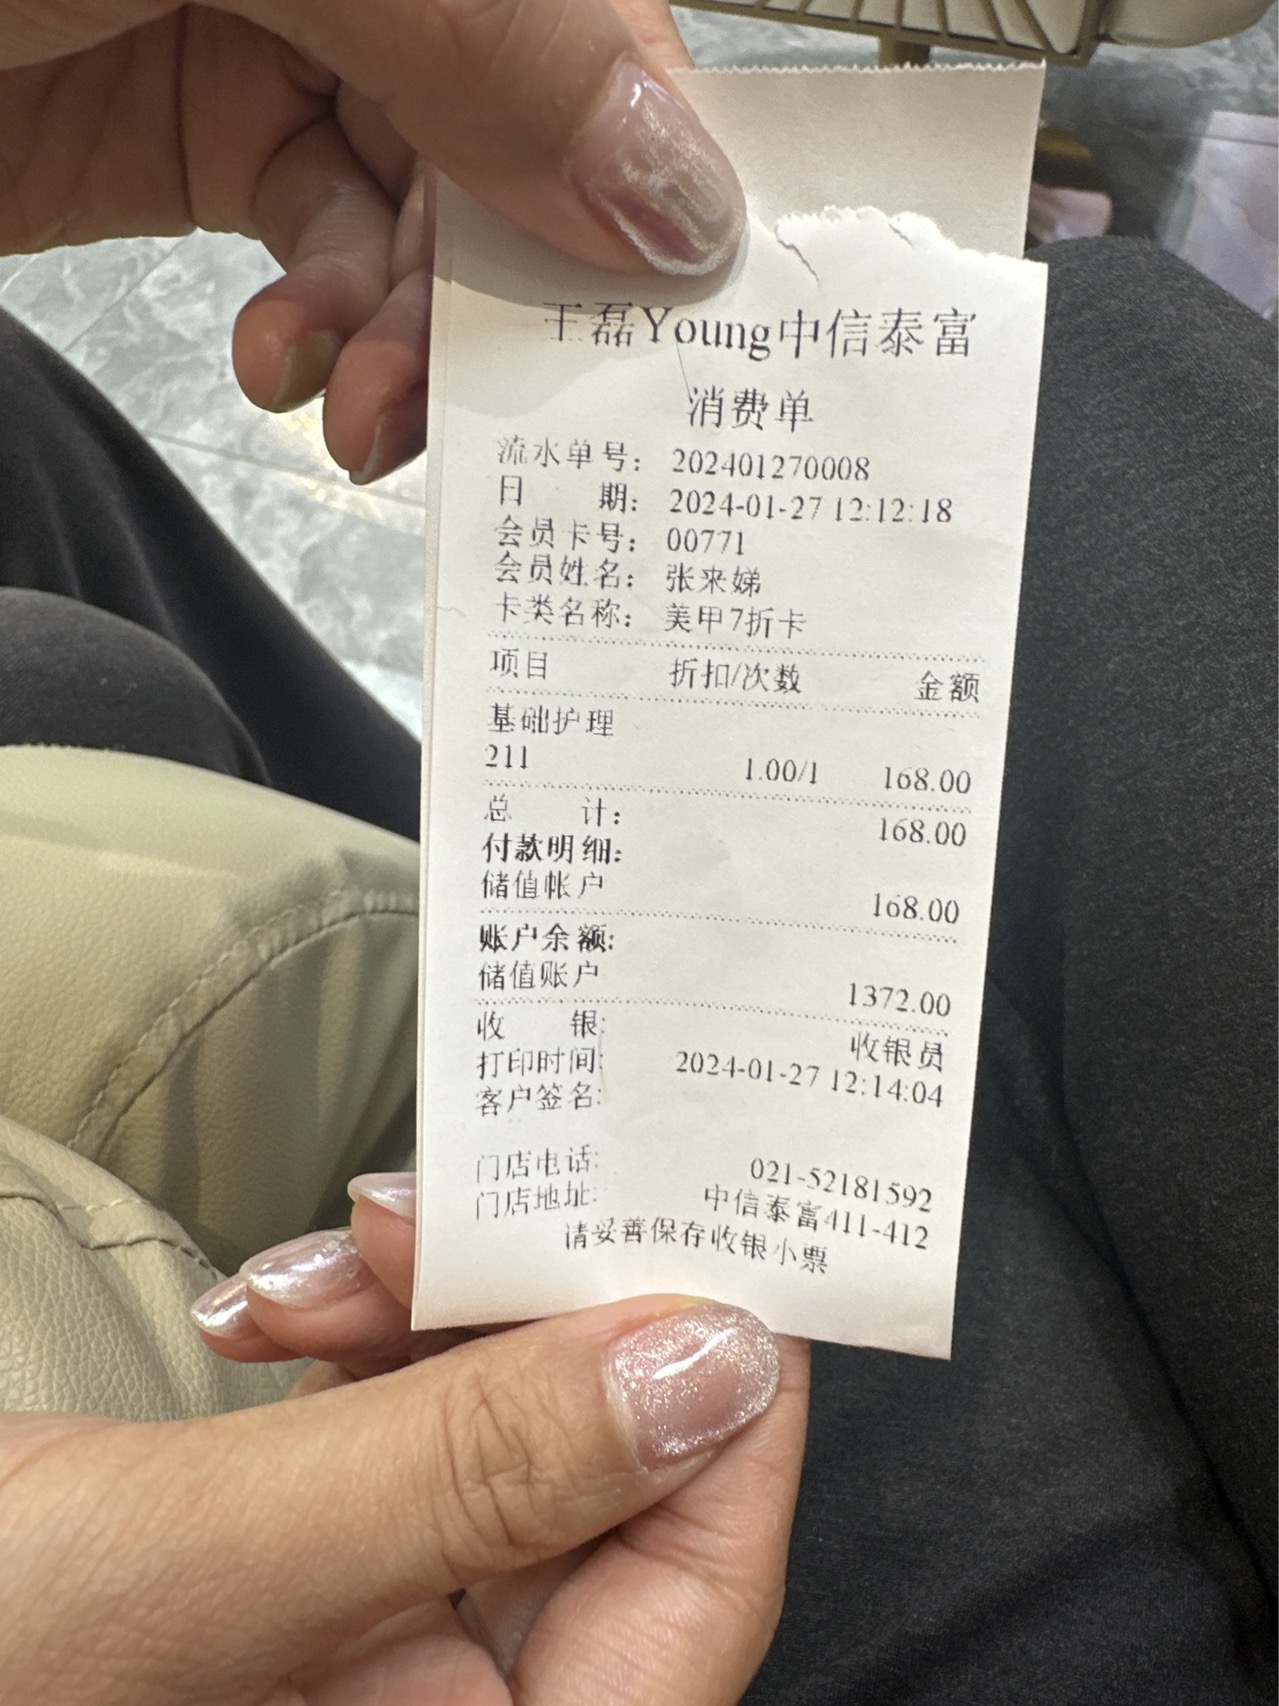 王磊Young中信泰富
消费单
流水单号： 202401270008
日 期： 2024-01-27 12:12:18
会员卡号： 00771
会员姓名： 张来娣
卡类名称： 美甲7折卡
项目 折扣/次数 金额
基础护理
211 1.00/1 168.00
总 计： 168.00
付款明细：
储值帐户 168.00
账户余额:
储值账户 1372.00
收 银: 收银员
打印时间: 2024-01-27 12:14:04
客户签名:
门店电话: 021-52181592
门店地址: 中信泰富411-412
请妥善保存收银小票